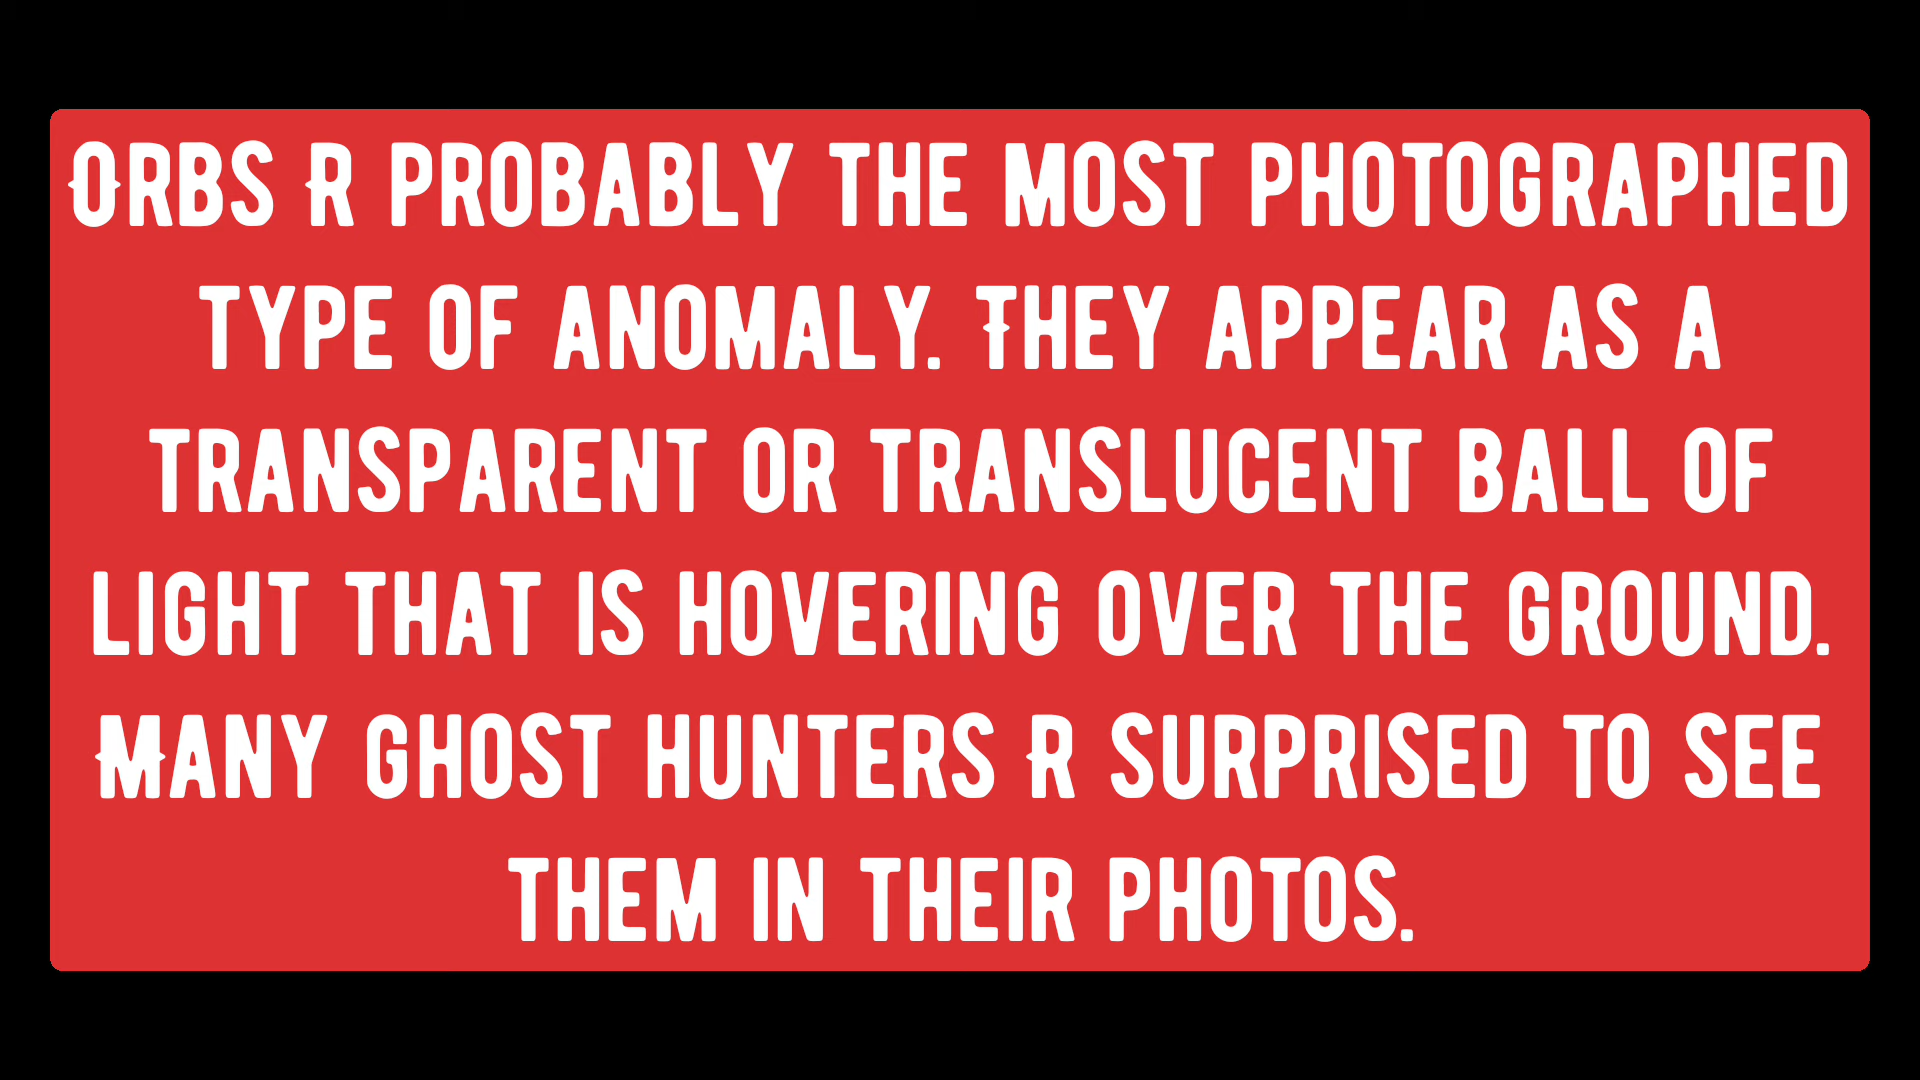 Orbs R probably the most photographed
type of anomaly. They appear as a
transparent or translucent ball of
light that is hovering over the ground.
Many ghost hunters R surprised to see
them in their photos.